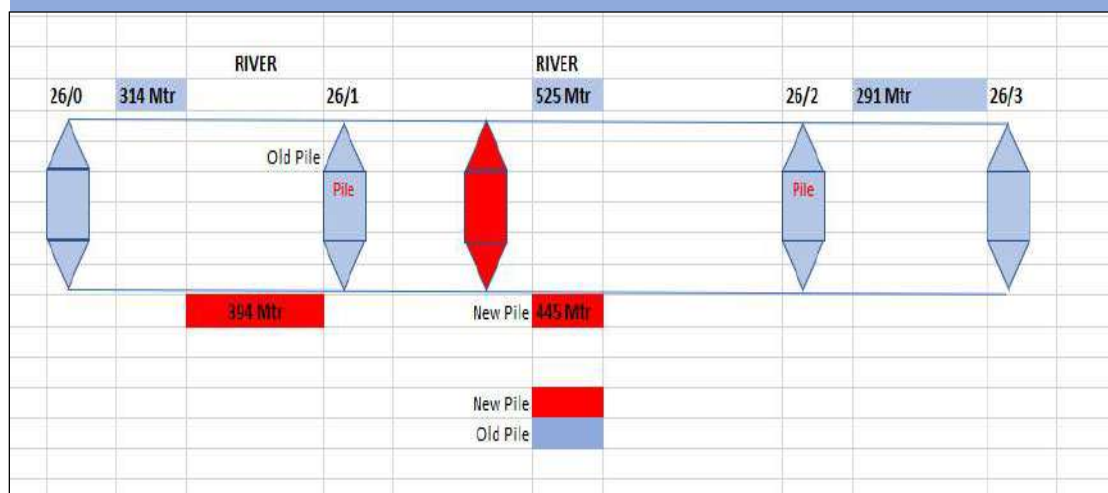 RIVER RIVER
26/0 314 Mtr 26/1 525 Mtr 26/2 291 Mtr 26/3
Old Pile
Pile Pile
394 Mtr New Pile 445 Mtr
New Pile
Old Pile